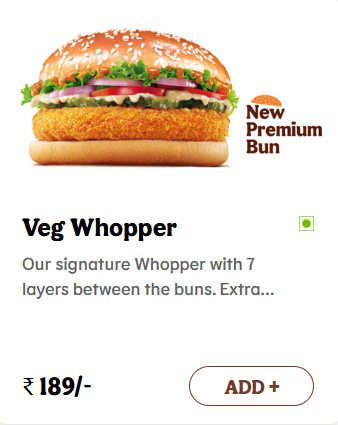 New
Premium
Bun
Veg Whopper
Our signature Whopper with 7
layers between the buns. Extra...
₹ 189/-
ADD +